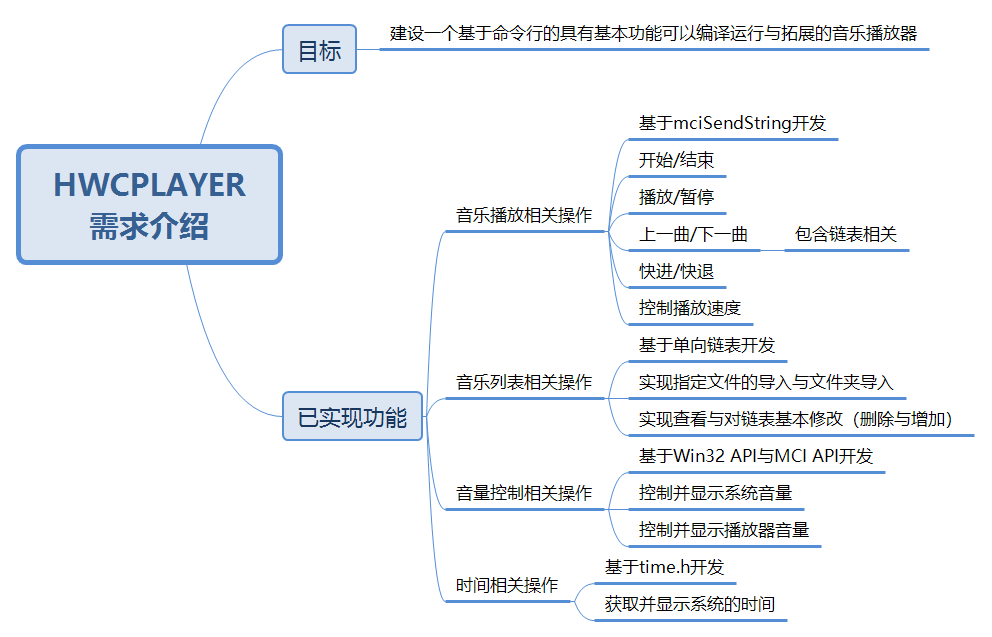 HWCPLAYER
需求介绍
目标
建设一个基于命令行的具有基本功能可以编译运行与拓展的音乐播放器
已实现功能
音乐播放相关操作
基于mciSendString开发
开始/结束
播放/暂停
上一曲/下一曲
包含链表相关
快进/快退
控制播放速度
音乐列表相关操作
基于单向链表开发
实现指定文件的导入与文件夹导入
实现查看与对链表基本修改（删除与增加）
音量控制相关操作
基于Win32 API与MCI API开发
控制并显示系统音量
控制并显示播放器音量
时间相关操作
基于time.h开发
获取并显示系统的时间